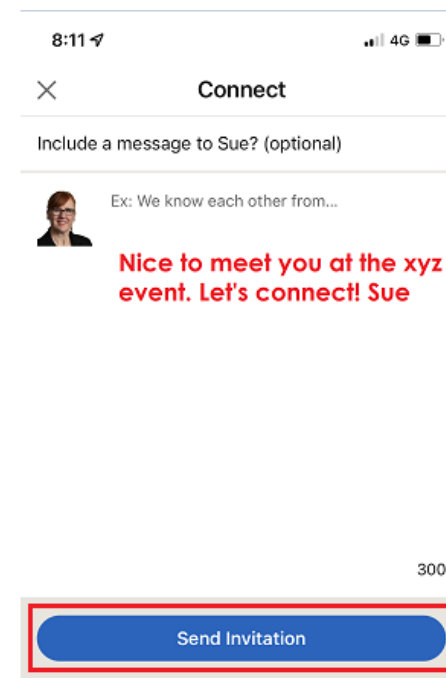 8:11
4G
Connect
Include a message to Sue? (optional)
Ex: We know each other from...
Nice to meet you at the xyz
event. Let's connect! Sue
300
Send Invitation